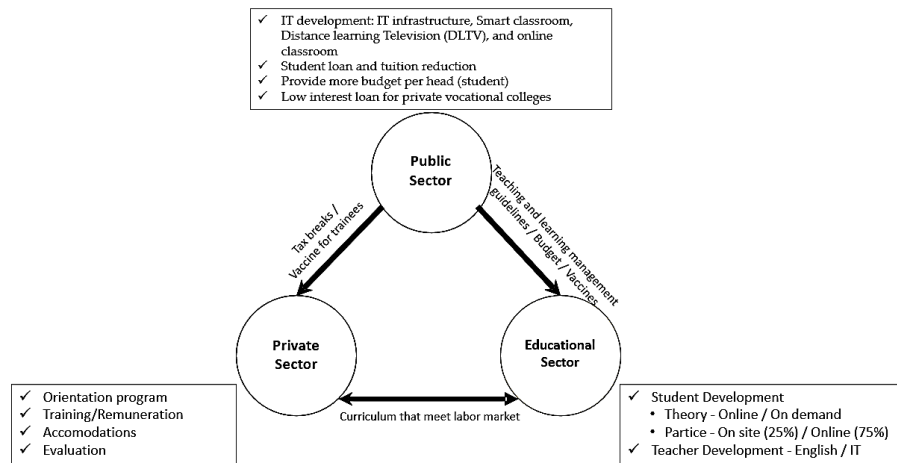 ✓ IT development: IT infrastructure, Smart classroom,
Distance learning Television (DLTV), and online
classroom
✓ Student loan and tuition reduction
✓ Provide more budget per head (student)
✓ Low interest loan for private vocational colleges
Public
Sector
Tax breaks /
Vaccine for trainees
Teaching and learning management
guidelines / Budget / Vaccines
Private
Sector
Educational
Sector
Curriculum that meet labor market
✓ Orientation program
✓ Training/Remuneration
✓ Accomodations
✓ Evaluation
✓ Student Development
• Theory - Online / On demand
• Partice - On site (25%) / Online (75%)
✓ Teacher Development - English / IT